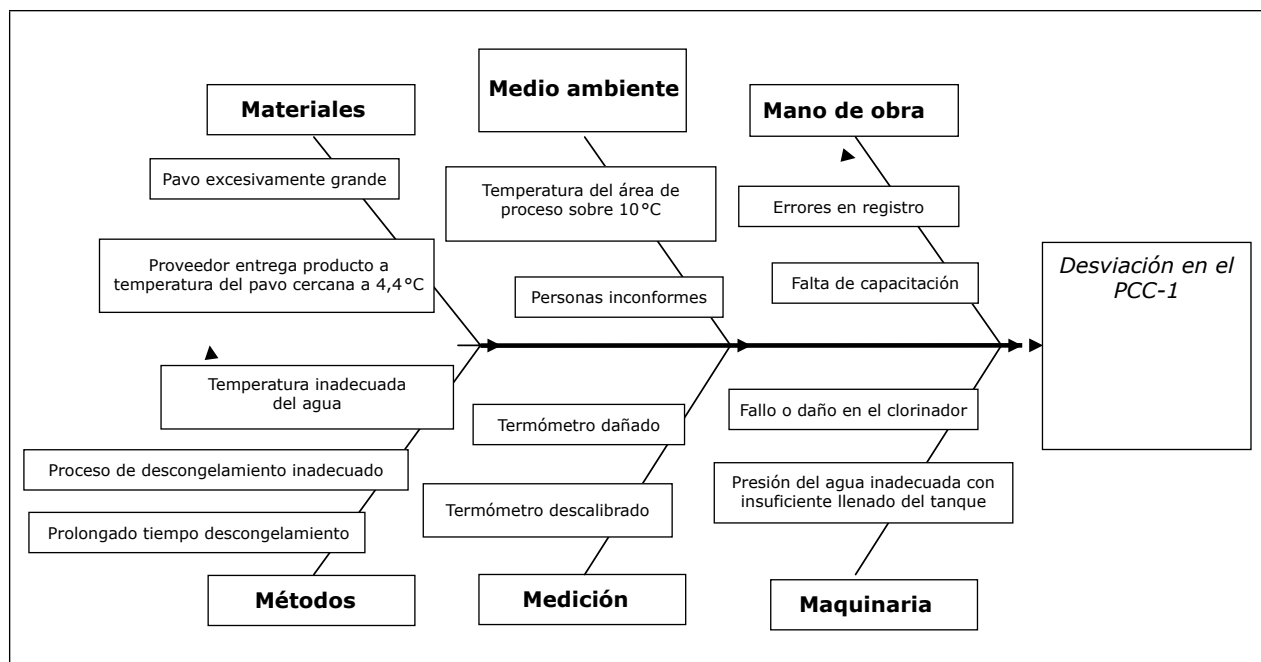 Materiales
Medio ambiente
Mano de obra
Pavo excesivamente grande
Proveedor entrega producto a
temperatura del pavo cercana a 4,4°C
Temperatura del área de
proceso sobre 10°C
Personas inconformes
Errores en registro
Falta de capacitación
Desviación en el
PCC-1
Temperatura inadecuada
del agua
Proceso de descongelamiento inadecuado
Prolongado tiempo descongelamiento
Termómetro dañado
Termómetro descalibrado
Fallo o daño en el clorinador
Presión del agua inadecuada con
insuficiente llenado del tanque
Métodos
Medición
Maquinaria